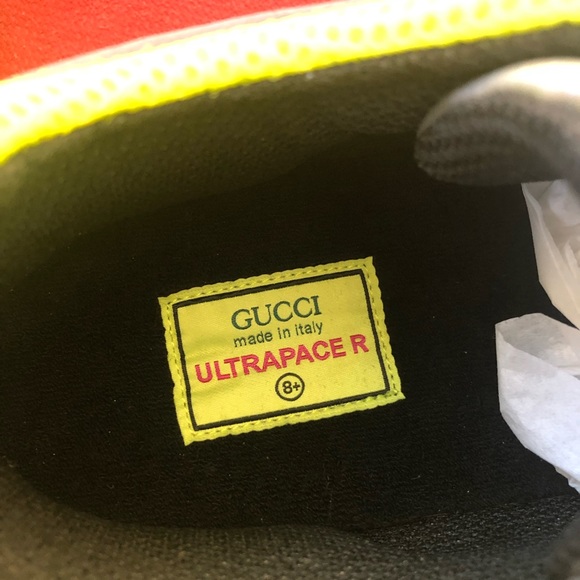 GUCCI
made in italy
ULTRAPACE R
8+